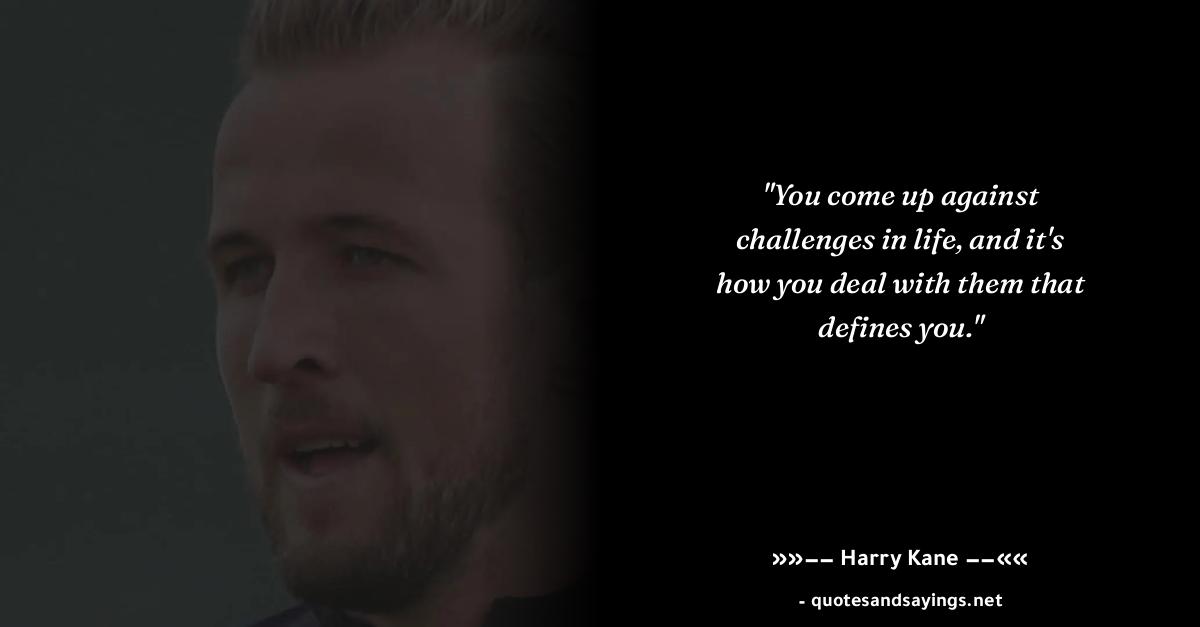 "You come up against
challenges in life, and it's
how you deal with them that
defines you."
»»−− Harry Kane −−««
- quotesandsayings.net